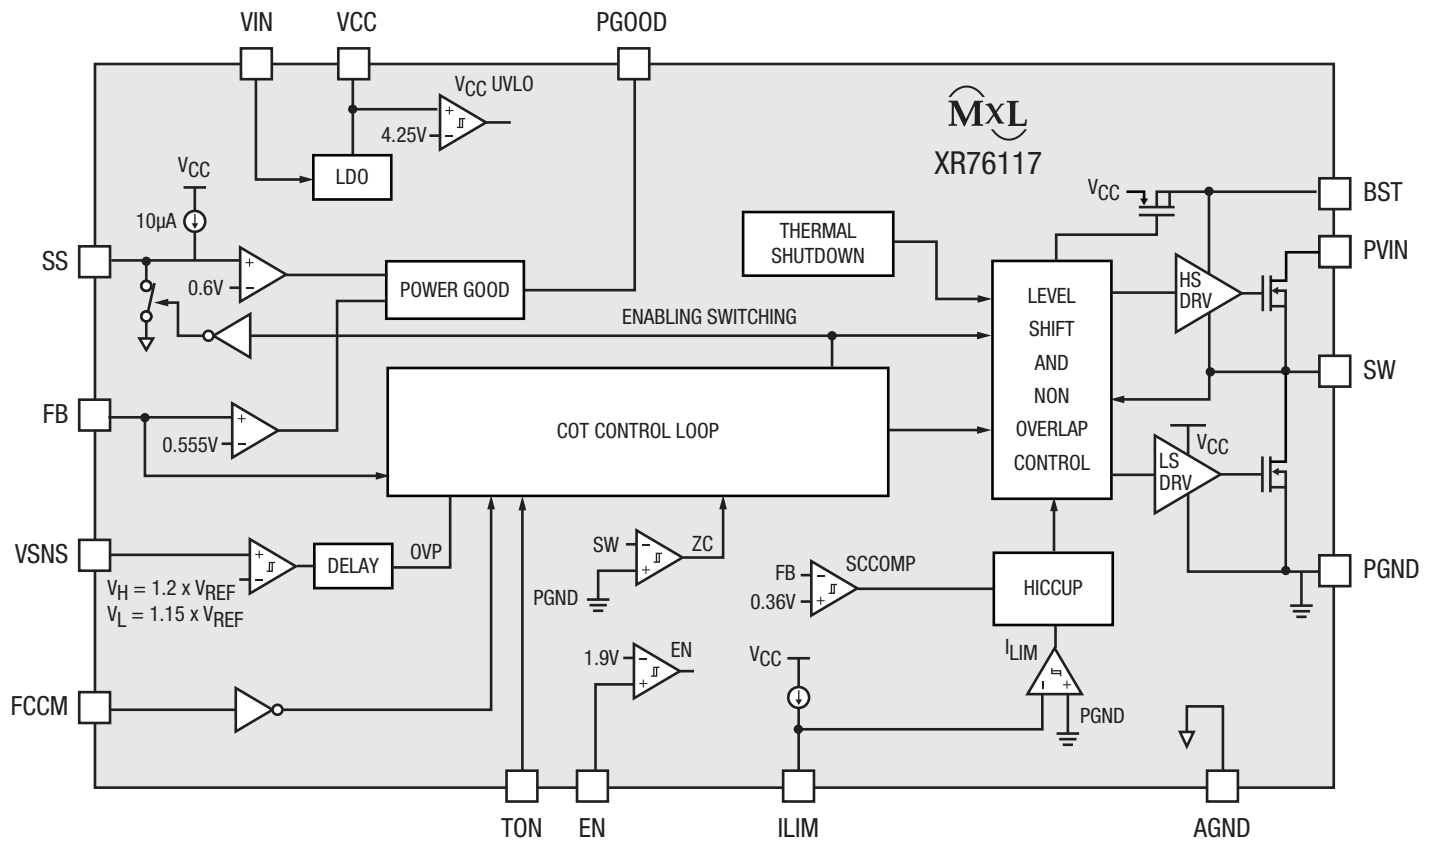 VIN
VCC
PGOOD
VCC UVLO
+
4.25V
−
LDO
MxL
XR76117
VCC
10µA
VCC
BST
SS
+
0.6V
−
POWER GOOD
THERMAL
SHUTDOWN
PVIN
HS
DRV
ENABLING SWITCHING
LEVEL
SHIFT
AND
NON
OVERLAP
CONTROL
SW
FB
+
0.555V
−
COT CONTROL LOOP
VCC
LS
DRV
VSNS
+
−
VH = 1.2 x VREF
VL = 1.15 x VREF
DELAY
OVP
SW
−
+
ZC
PGND
FB
−
0.36V
+
SCCOMP
HICCUP
PGND
1.9V
−
+
EN
VCC
ILIM
−
+
PGND
FCCM
TON
EN
ILIM
AGND